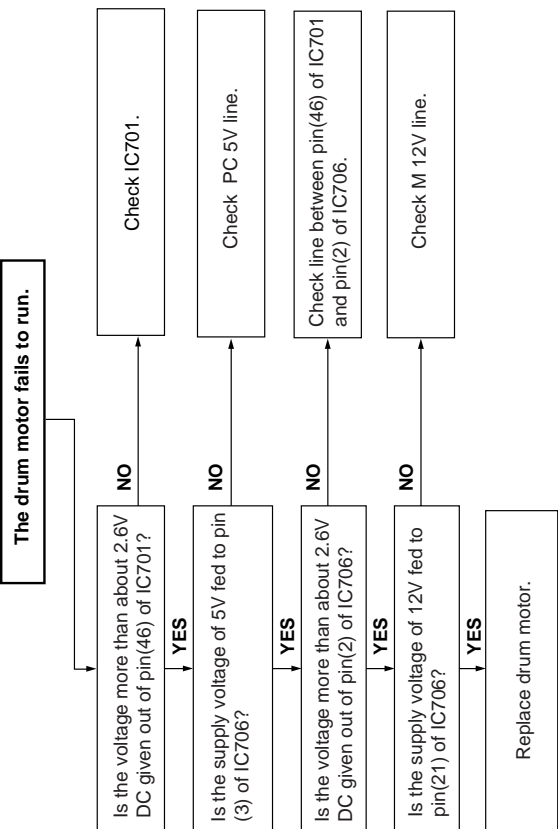 The drum motor fails to run.
Is the voltage more than about 2.6V
DC given out of pin(46) of IC701?
NO
Check IC701.
YES
Is the supply voltage of 5V fed to pin
(3) of IC706?
NO
Check PC 5V line.
YES
Is the voltage more than about 2.6V
DC given out of pin(2) of IC706?
NO
Check line between pin(46) of IC701
and pin(2) of IC706.
YES
Is the supply voltage of 12V fed to
pin(21) of IC706?
NO
Check M 12V line.
YES
Replace drum motor.